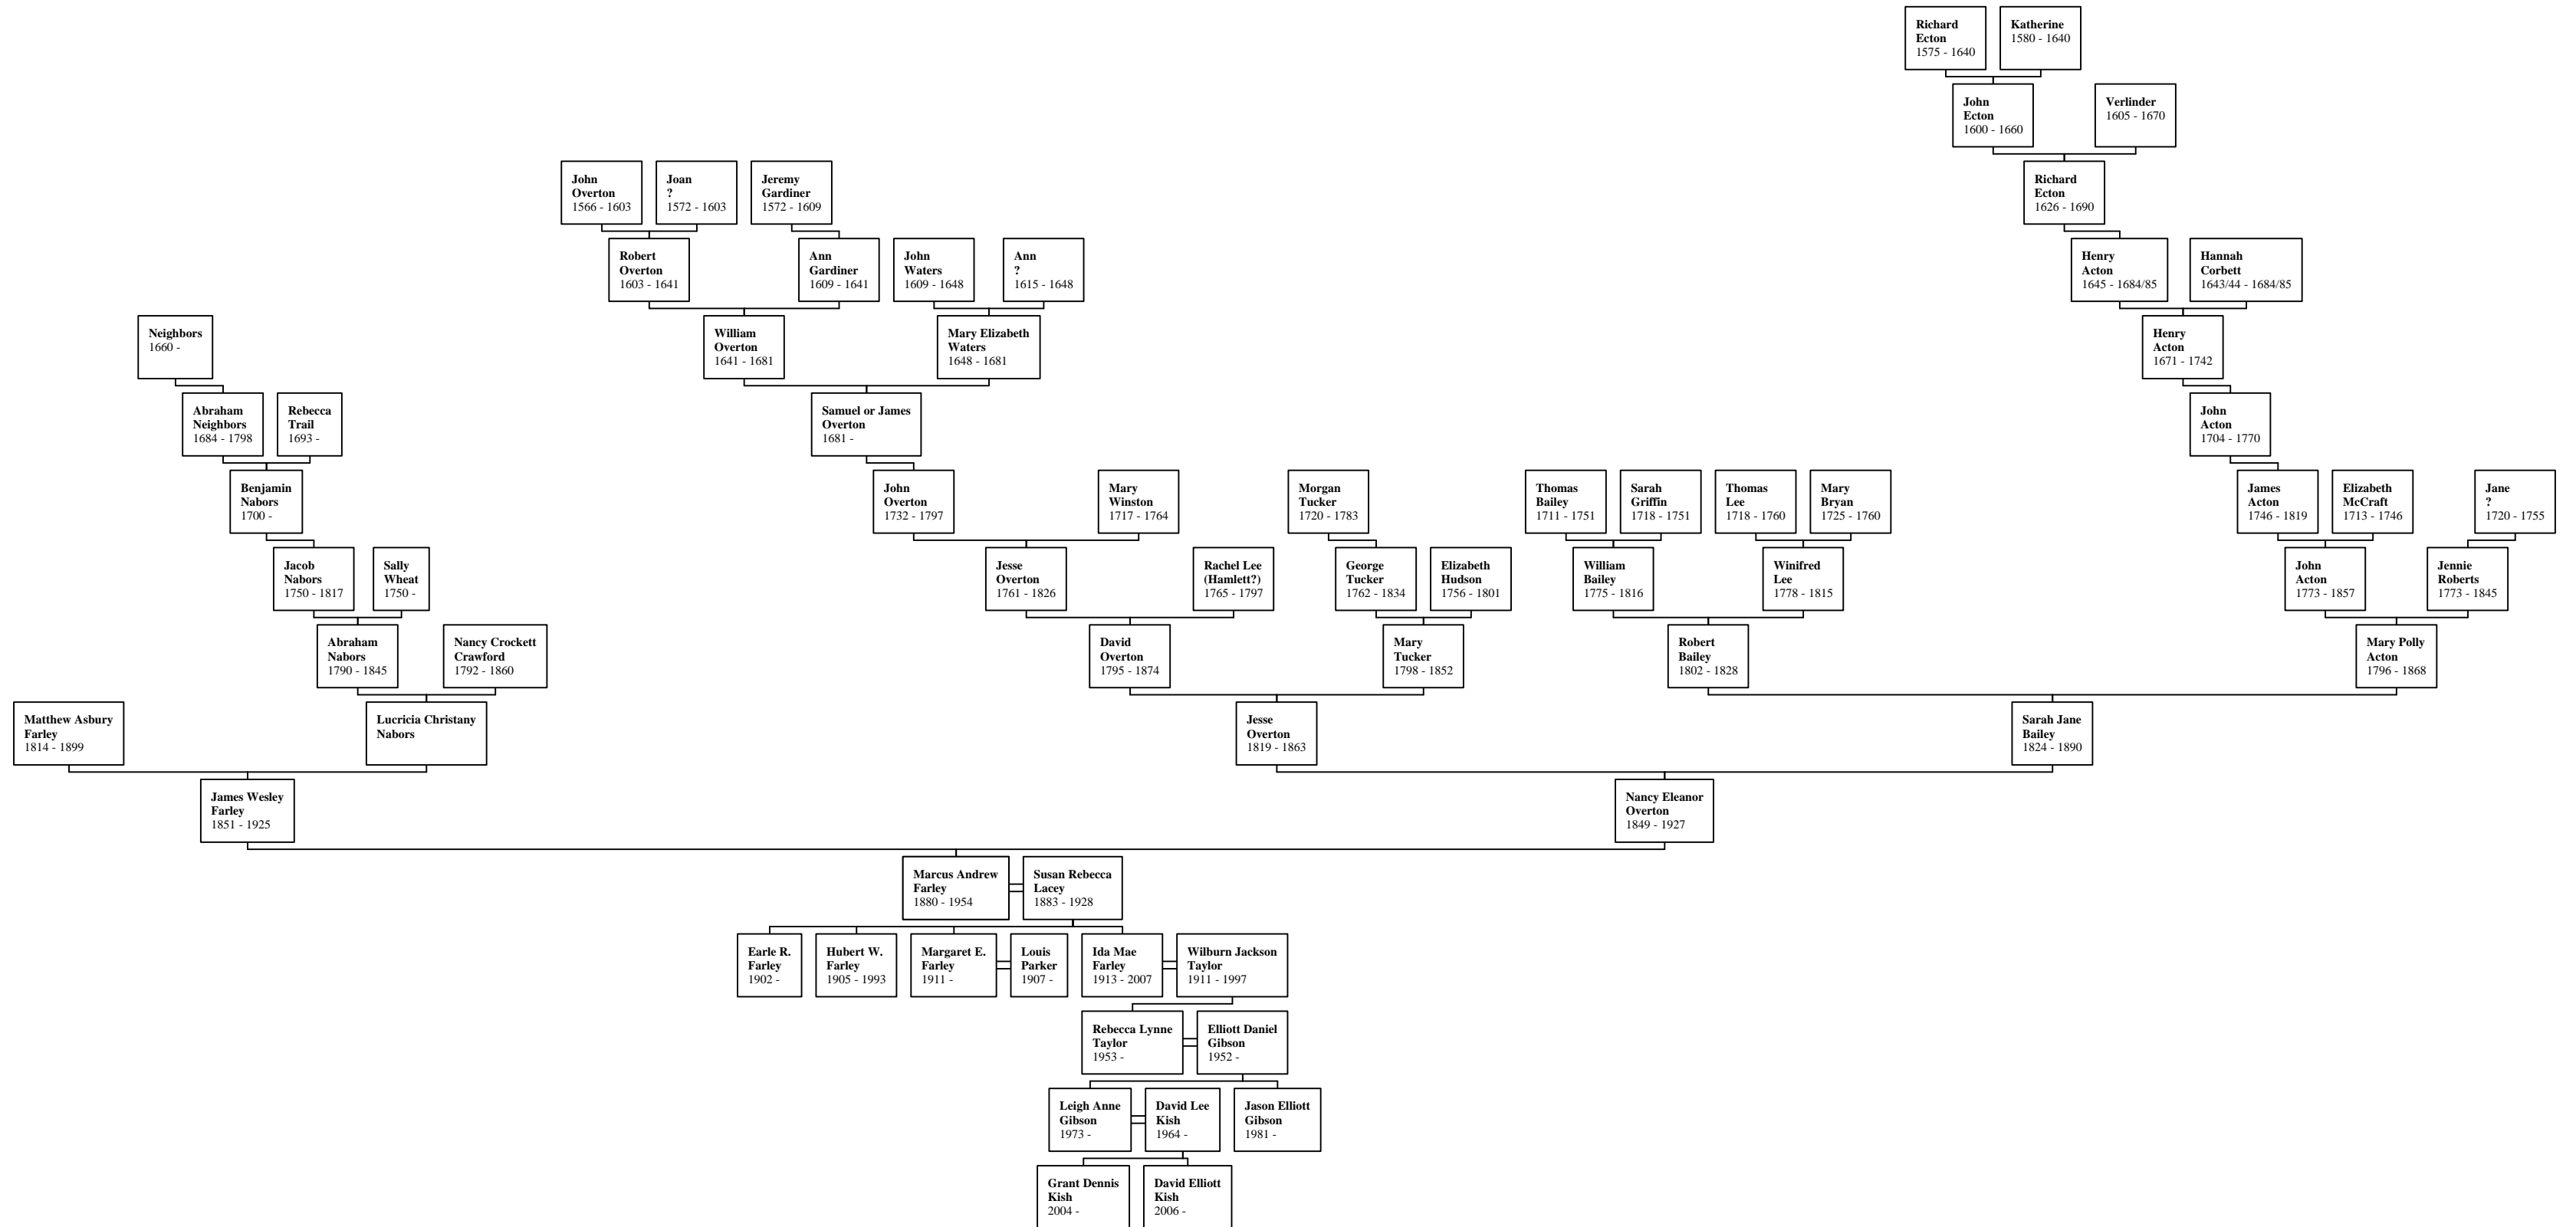 Richard
Ecton
1575 - 1640
Katherine
1580 - 1640
John
Ecton
1600 - 1660
Verlinder
1605 - 1670
John
Overton
1566 - 1603
Joan
?
1572 - 1603
Jeremy
Gardiner
1572 - 1609
Richard
Ecton
1626 - 1690
Robert
Overton
1603 - 1641
Ann
Gardiner
1609 - 1641
John
Waters
1609 - 1648
Ann
?
1615 - 1648
Henry
Acton
1645 - 1684/85
Hannah
Corbett
1643/44 - 1684/85
Neighbors
1660 -
William
Overton
1641 - 1681
Mary Elizabeth
Waters
1648 - 1681
Henry
Acton
1671 - 1742
Abraham
Neighbors
1684 - 1798
Rebecca
Trail
1693 -
Samuel or James
Overton
1681 -
John
Acton
1704 - 1770
Benjamin
Nabors
1700 -
John
Overton
1732 - 1797
Mary
Winston
1717 - 1764
Morgan
Tucker
1720 - 1783
Thomas
Bailey
1711 - 1751
Sarah
Griffin
1718 - 1751
Thomas
Lee
1718 - 1760
Mary
Bryan
1725 - 1760
James
Acton
1746 - 1819
Elizabeth
McCraft
1713 - 1746
Jane
?
1720 - 1755
Jacob
Nabors
1750 - 1817
Sally
Wheat
1750 -
Jesse
Overton
1761 - 1826
Rachel Lee
(Hamlett?)
1765 - 1797
George
Tucker
1762 - 1834
Elizabeth
Hudson
1756 - 1801
William
Bailey
1775 - 1816
Winifred
Lee
1778 - 1815
John
Acton
1773 - 1857
Jennie
Roberts
1773 - 1845
Abraham
Nabors
1790 - 1845
Nancy Crockett
Crawford
1792 - 1860
David
Overton
1795 - 1874
Mary
Tucker
1798 - 1852
Robert
Bailey
1802 - 1828
Mary Polly
Acton
1796 - 1868
Matthew Asbury
Farley
1814 - 1899
Lucricia Christany
Nabors
Jesse
Overton
1819 - 1863
Sarah Jane
Bailey
1824 - 1890
James Wesley
Farley
1851 - 1925
Nancy Eleanor
Overton
1849 - 1927
Marcus Andrew
Farley
1880 - 1954
Susan Rebecca
Lacey
1883 - 1928
Earle R.
Farley
1902 -
Hubert W.
Farley
1905 - 1993
Margaret E.
Farley
1911 -
Louis
Parker
1907 -
Ida Mae
Farley
1913 - 2007
Wilburn Jackson
Taylor
1911 - 1997
Rebecca Lynne
Taylor
1953 -
Elliott Daniel
Gibson
1952 -
Leigh Anne
Gibson
1973 -
David Lee
Kish
1964 -
Jason Elliott
Gibson
1981 -
Grant Dennis
Kish
2004 -
David Elliott
Kish
2006 -